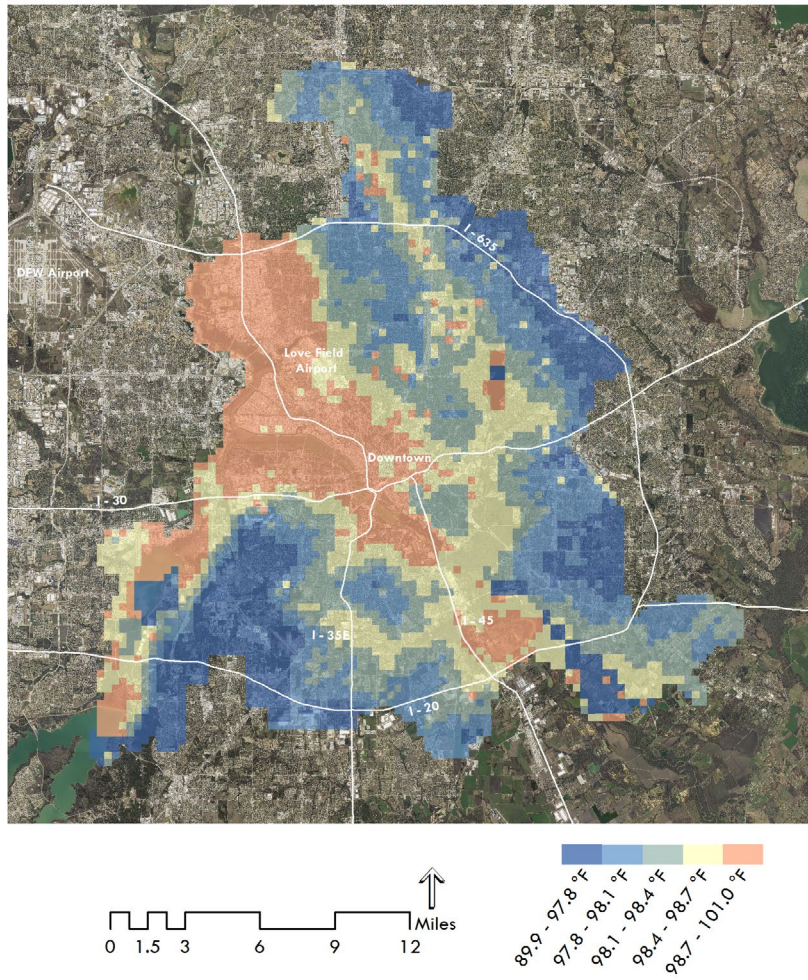 I - 635
DFW Airport
Love Field
Airport
Downtown
I - 30
I - 35E
I - 45
I - 20
Miles
0 1.5 3 6 9 12
89.9 - 97.8 °F
97.8 - 98.1 °F
98.1 - 98.4 °F
98.4 - 98.7 °F
98.7 - 101.0 °F